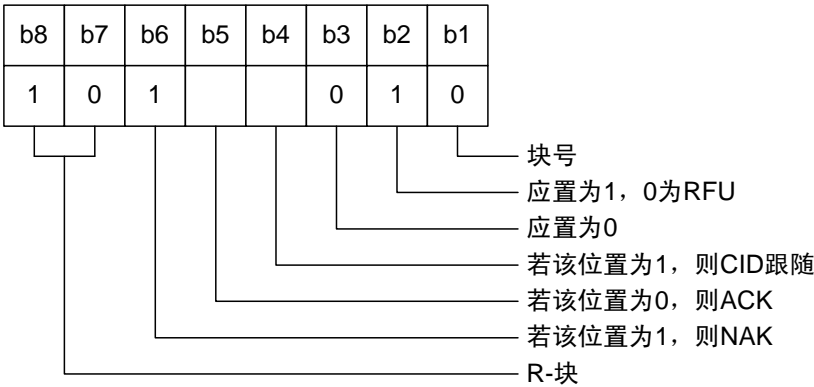 b8 b7 b6 b5 b4 b3 b2 b1
1 0 1 0 1 0
块号
应置为1，0为RFU
应置为0
若该位置为1，则CID跟随
若该位置为0，则ACK
若该位置为1，则NAK
R-块